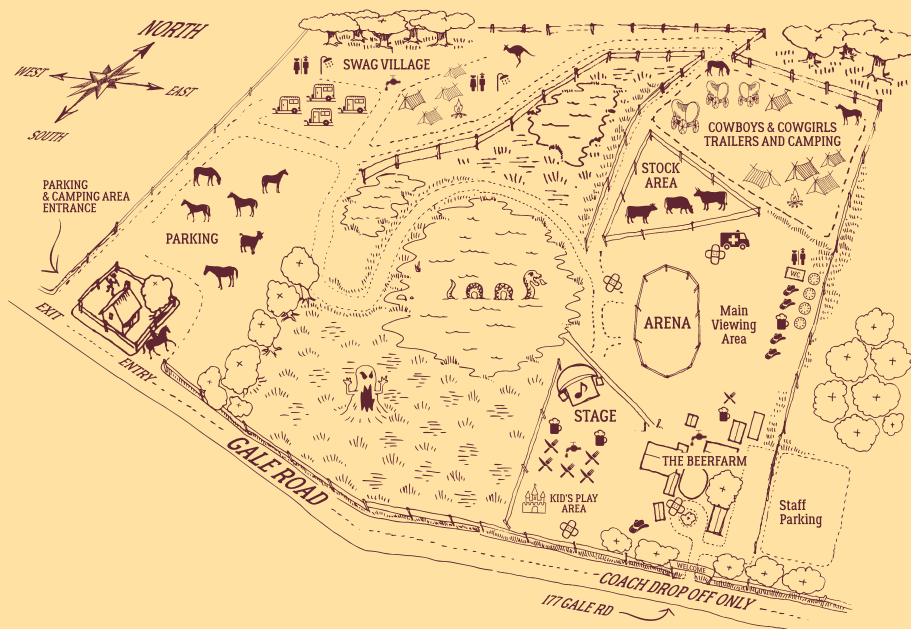 NORTH
WEST
EAST
SOUTH
SWAG VILLAGE
COWBOYS & COWGIRLS
TRAILERS AND CAMPING
STOCK
AREA
PARKING
& CAMPING AREA
ENTRANCE
PARKING
WC
EXIT
ENTRY
ARENA
Main
Viewing
Area
STAGE
THE BEERFARM
KID'S PLAY
AREA
GALE ROAD
Staff
Parking
WELCOME
COACH DROP OFF ONLY
177 GALE RD